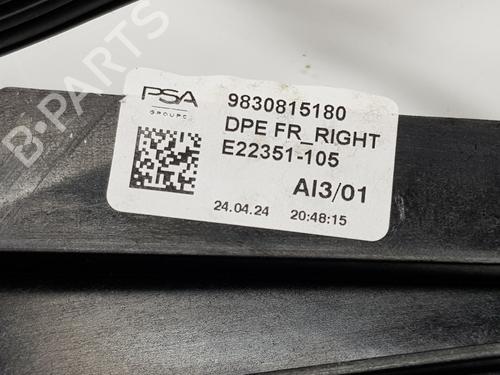 PSA
GROUPE
9830815180
DPE FR_RIGHT
E22351-105
AI3/01
24.04.24 20:48:15
B-PARTS